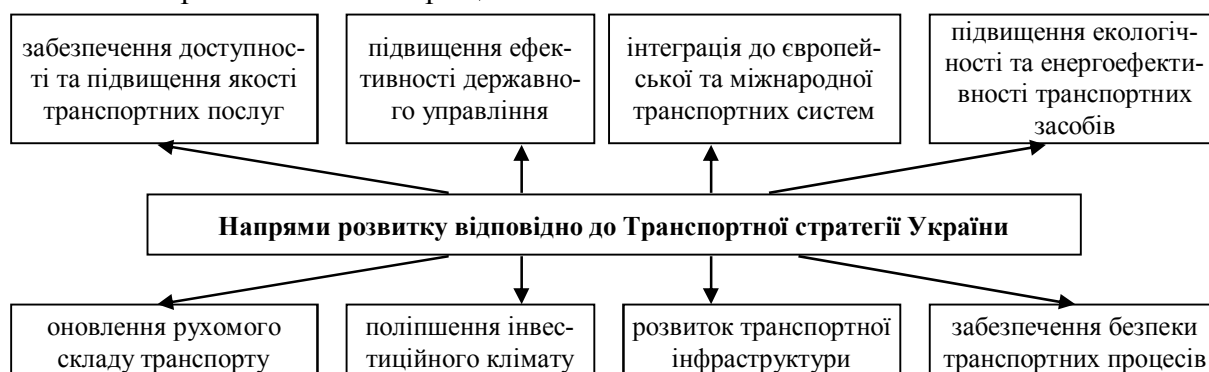 забезпечення доступнос-
ті та підвищення якості
транспортних послуг
підвищення ефек-
тивності державно-
го управління
інтеграція до європей-
ської та міжнародної
транспортних систем
підвищення екологіч-
ності та енергоефекти-
вності транспортних
засобів
Напрями розвитку відповідно до Транспортної стратегії України
оновлення рухомого
складу транспорту
поліпшення інвес-
тиційного клімату
розвиток транспортної
інфраструктури
забезпечення безпеки
транспортних процесів